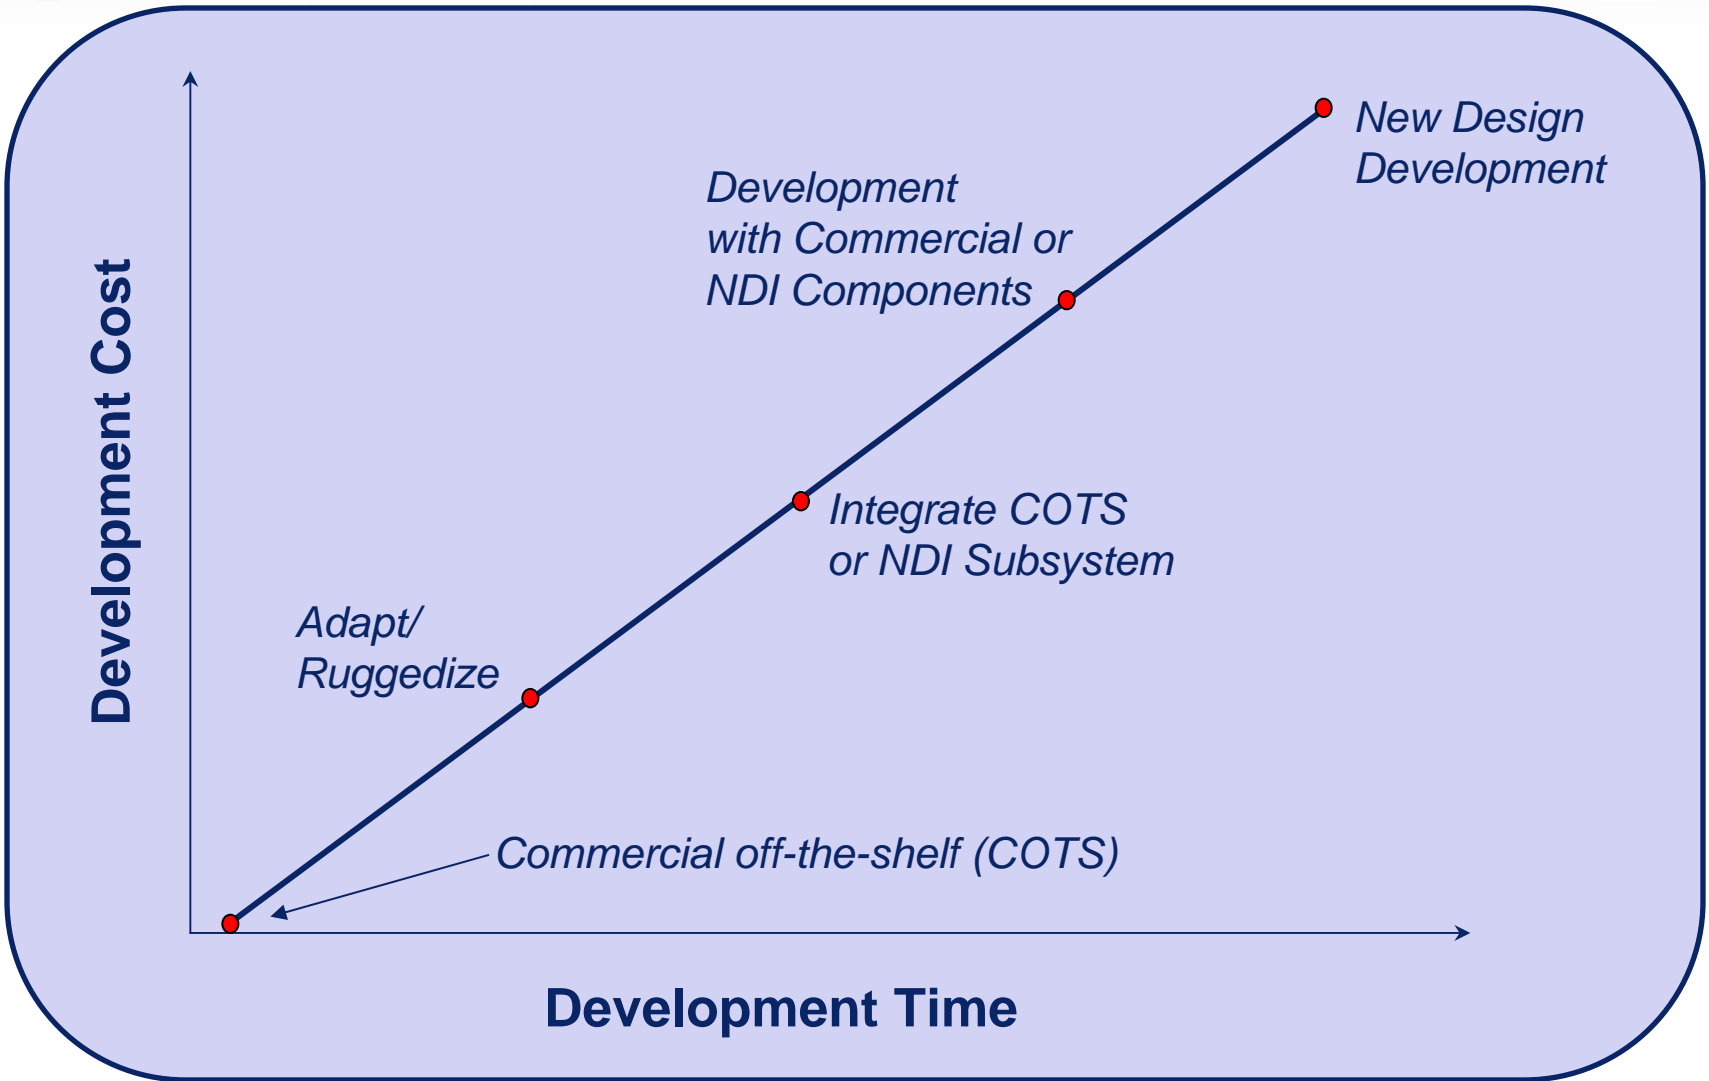 New Design
Development
Development
with Commercial or
NDI Components
Development Cost
Integrate COTS
or NDI Subsystem
Adapt/
Ruggedize
Commercial off-the-shelf (COTS)
Development Time